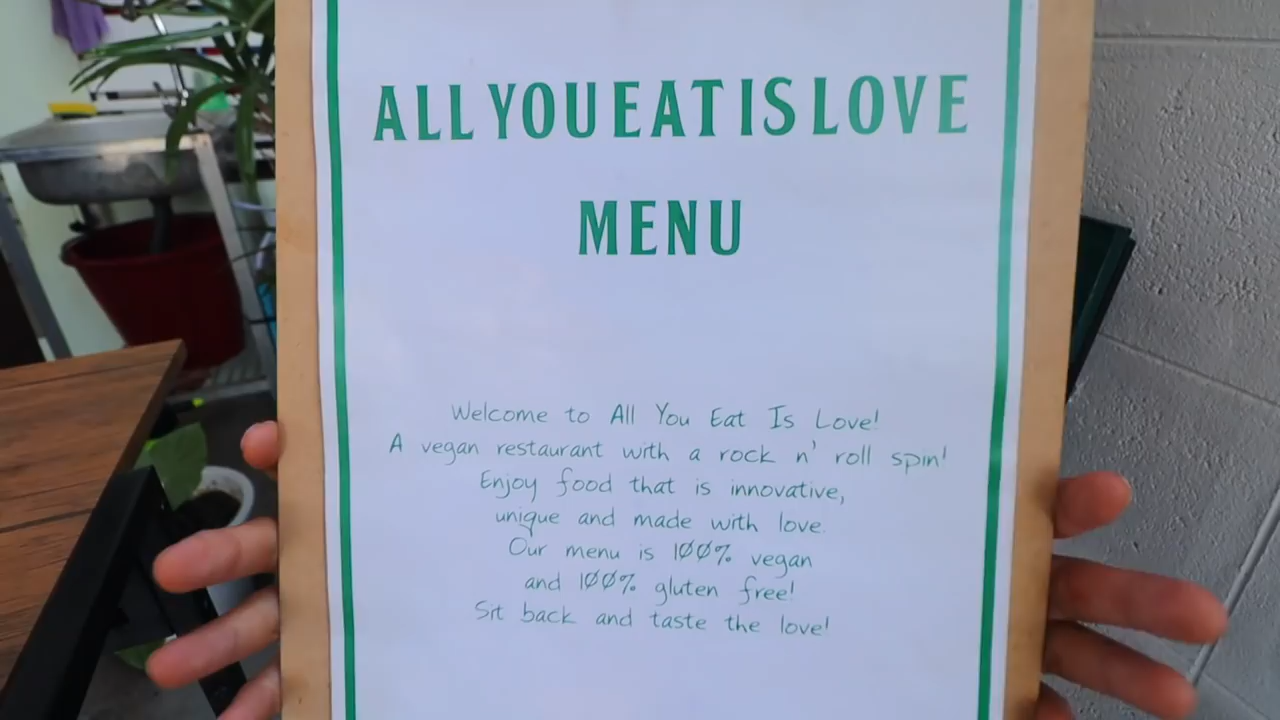 ALL YOU EAT IS LOVE
MENU
Welcome to All You Eat Is Love!
A vegan restaurant with a rock n' roll spin!
Enjoy food that is innovative,
unique and made with love.
Our menu is 100% vegan
and 100% gluten free!
Sit back and taste the love!